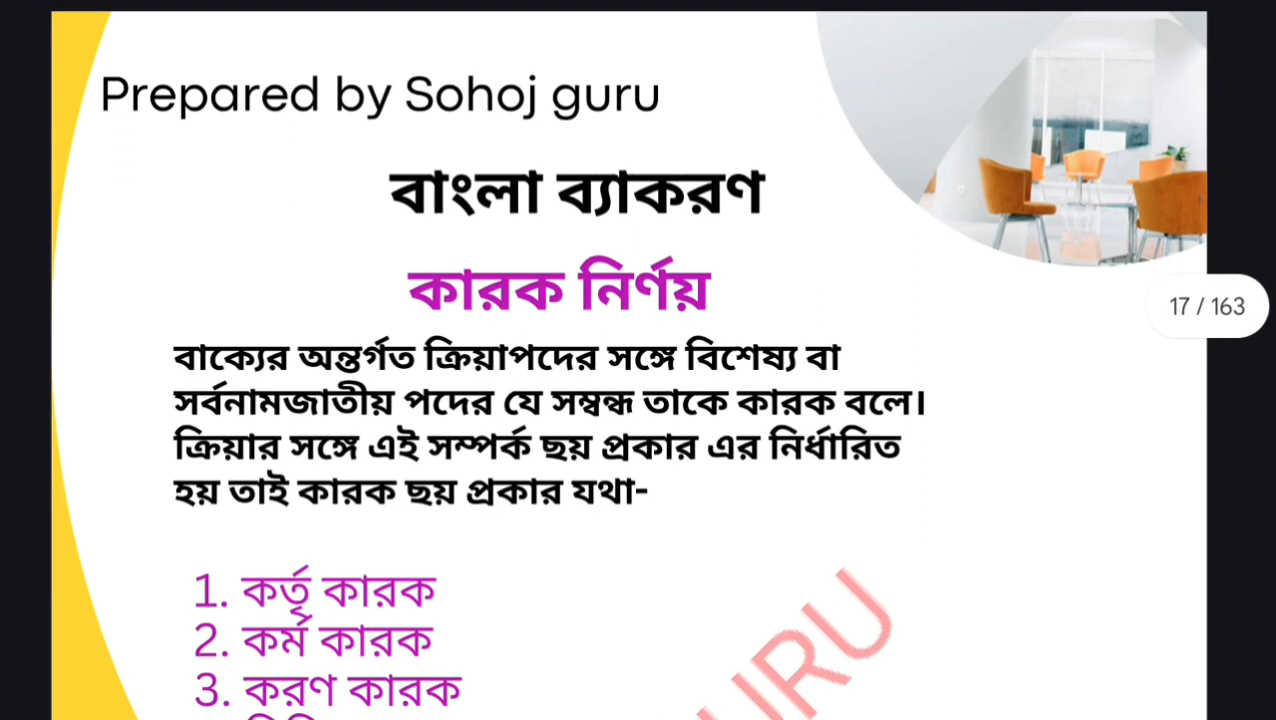 Prepared by Sohoj guru
বাংলা ব্যাকরণ
কারক নির্ণয়
17 / 163
বাক্যের অন্তর্গত ক্রিয়াপদের সঙ্গে বিশেষ্য বা
সর্বনামজাতীয় পদের যে সম্বন্ধ তাকে কারক বলে।
ক্রিয়ার সঙ্গে এই সম্পর্ক ছয় প্রকার এর নির্ধারিত
হয় তাই কারক ছয় প্রকার যথা-
1. কর্তৃ কারক
2. কর্ম কারক
3. করণ কারক
URU